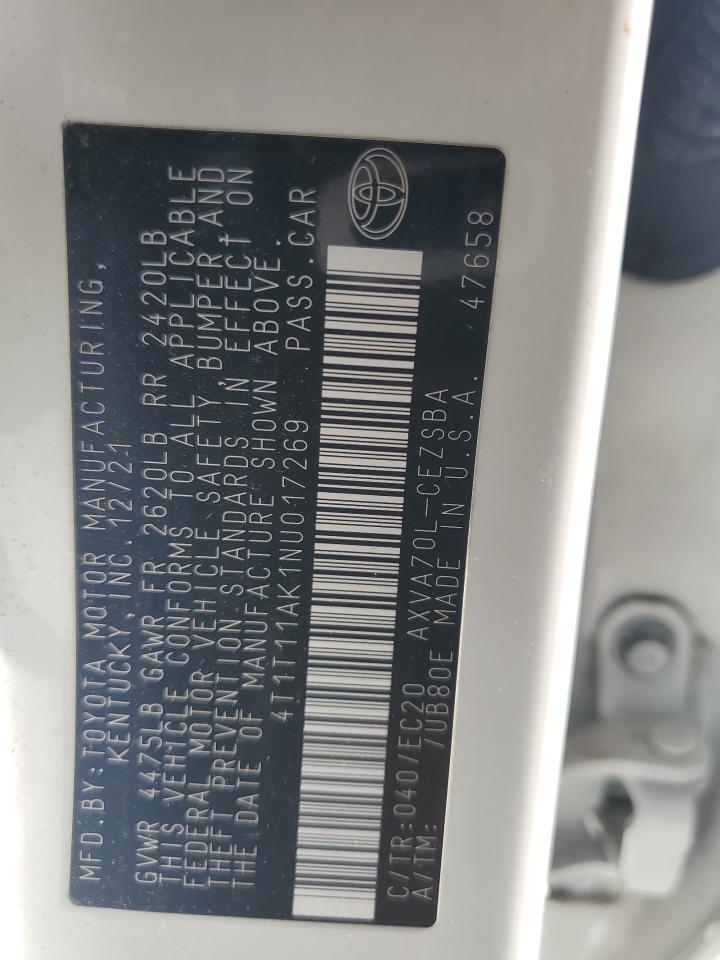 MFD.BY:TOYOTA MOTOR MANUFACTURING,
KENTUCKY,INC. 12/21
GVWR 4475LB GAWR FR 2620LB RR 2420LB
THIS VEHICLE CONFORMS TO ALL APPLICABLE
FEDERAL MOTOR VEHICLE SAFETY,BUMPER AND
THEFT PREVENTION STANDARDS IN EFFECT ON
THE DATE OF MANUFACTURE SHOWN ABOVE.
4T1T11AK1NU017269 PASS.CAR
C/TR:040/EC20 AXVA70L-CEZSBA
A/TM: /UB80E MADE IN U.S.A. 47658